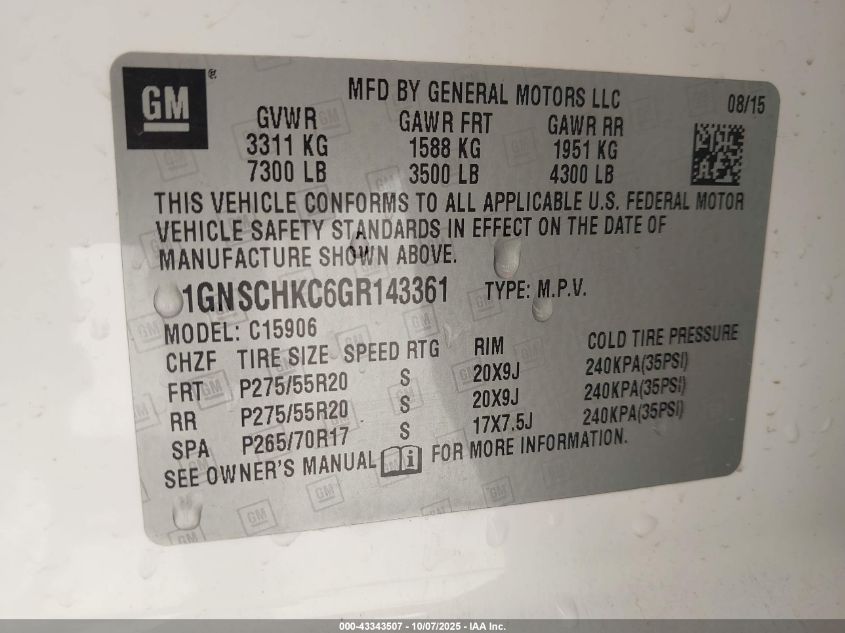 GM®
MFD BY GENERAL MOTORS LLC 08/15
GVWR GAWR FRT GAWR RR
3311 KG 1588 KG 1951 KG
7300 LB 3500 LB 4300 LB
THIS VEHICLE CONFORMS TO ALL APPLICABLE U.S. FEDERAL MOTOR
VEHICLE SAFETY STANDARDS IN EFFECT ON THE DATE OF
MANUFACTURE SHOWN ABOVE.
1GNSCHKC6GR143361 TYPE: M.P.V.
MODEL: C15906
CHZF TIRE SIZE SPEED RTG RIM COLD TIRE PRESSURE
FRT P275/55R20 S 20X9J 240KPA(35PSI)
RR P275/55R20 S 20X9J 240KPA(35PSI)
SPA P265/70R17 S 17X7.5J 240KPA(35PSI)
SEE OWNER'S MANUAL i FOR MORE INFORMATION.
000-43343507 - 10/07/2025 - IAA Inc.